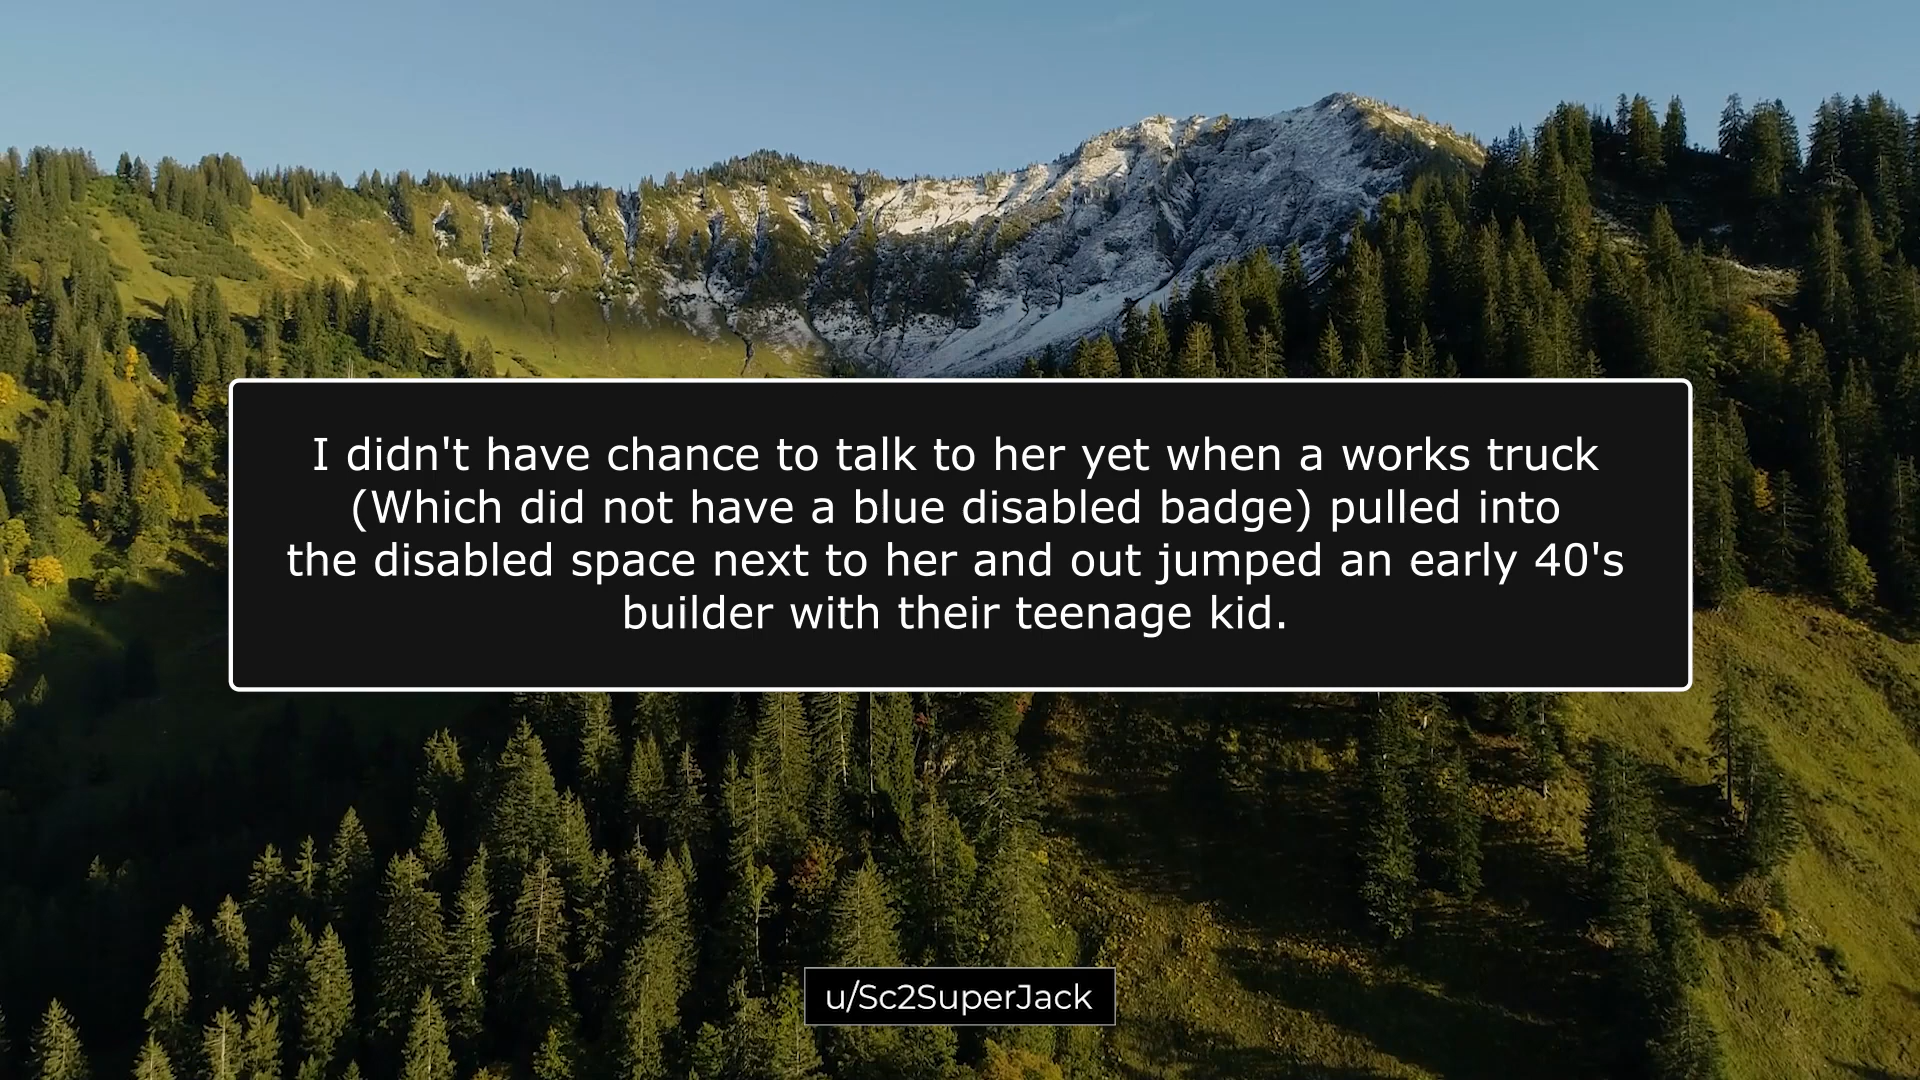 I didn't have chance to talk to her yet when a works truck
(Which did not have a blue disabled badge) pulled into
the disabled space next to her and out jumped an early 40's
builder with their teenage kid.
u/Sc2SuperJack